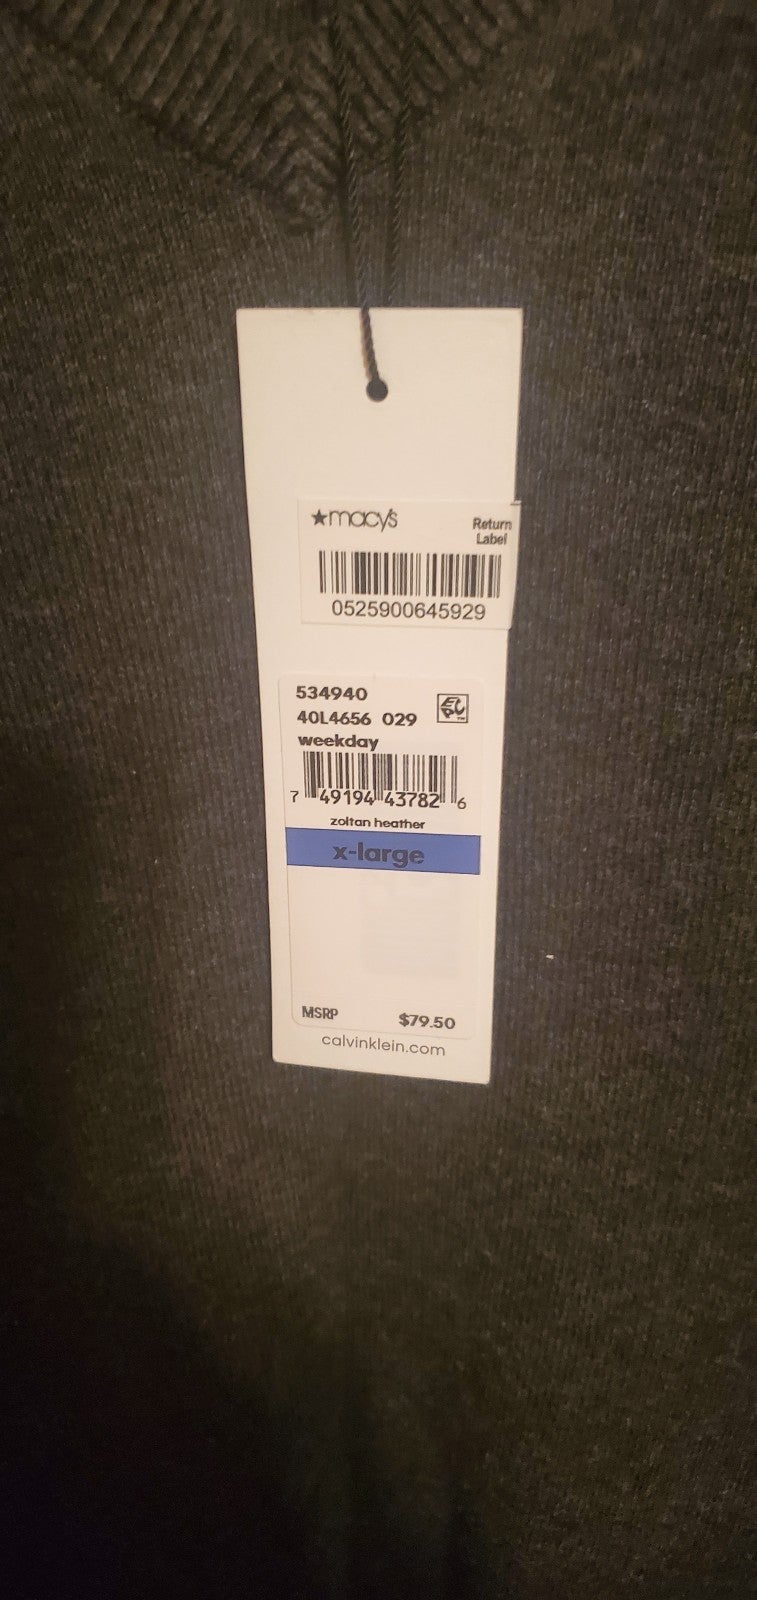 ★macy's
Return
Label
0525900645929
534940
40L4656 029
weekday
7 49194 43782 6
zoltan heather
x-large
MSRP $79.50
calvinklein.com